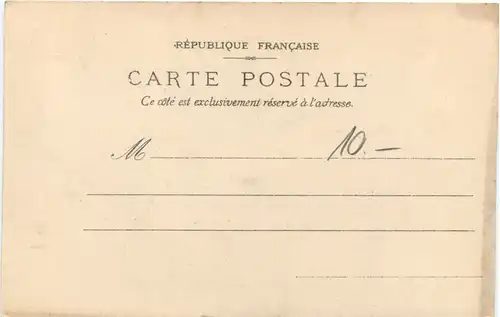 RÉPUBLIQUE FRANÇAISE
CARTE POSTALE
Ce côté est exclusivement réservé à l'adresse.
M 10.—